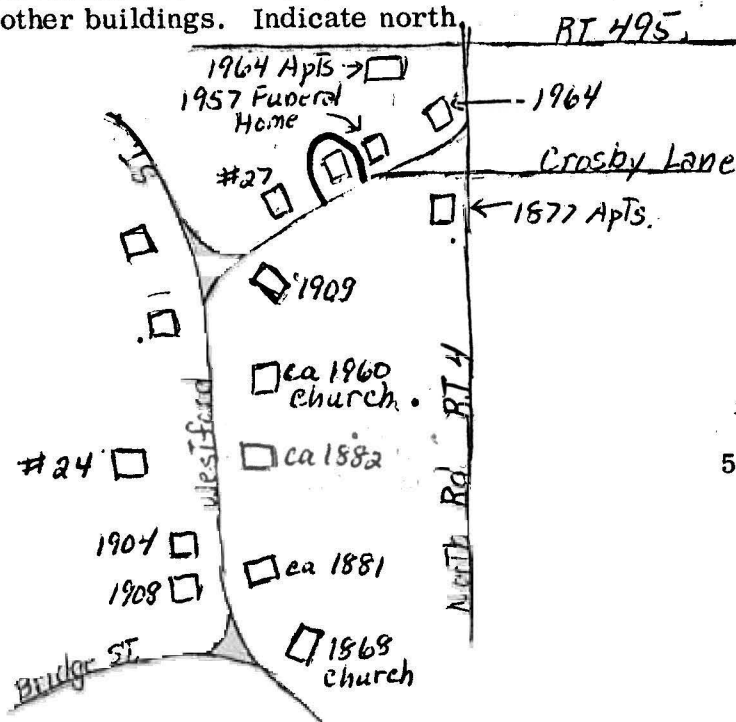 other buildings. Indicate north.
RT 495.
1964 Apts →
1957 Funeral
Home
1964
ST
Crosby Lane
#27
← 1877 Apts.
1909
ca 1960
church.
Westford
North Rd RT 4
#24
ca 1882
5
1904
ca 1881
1908
Bridge ST.
1868
church